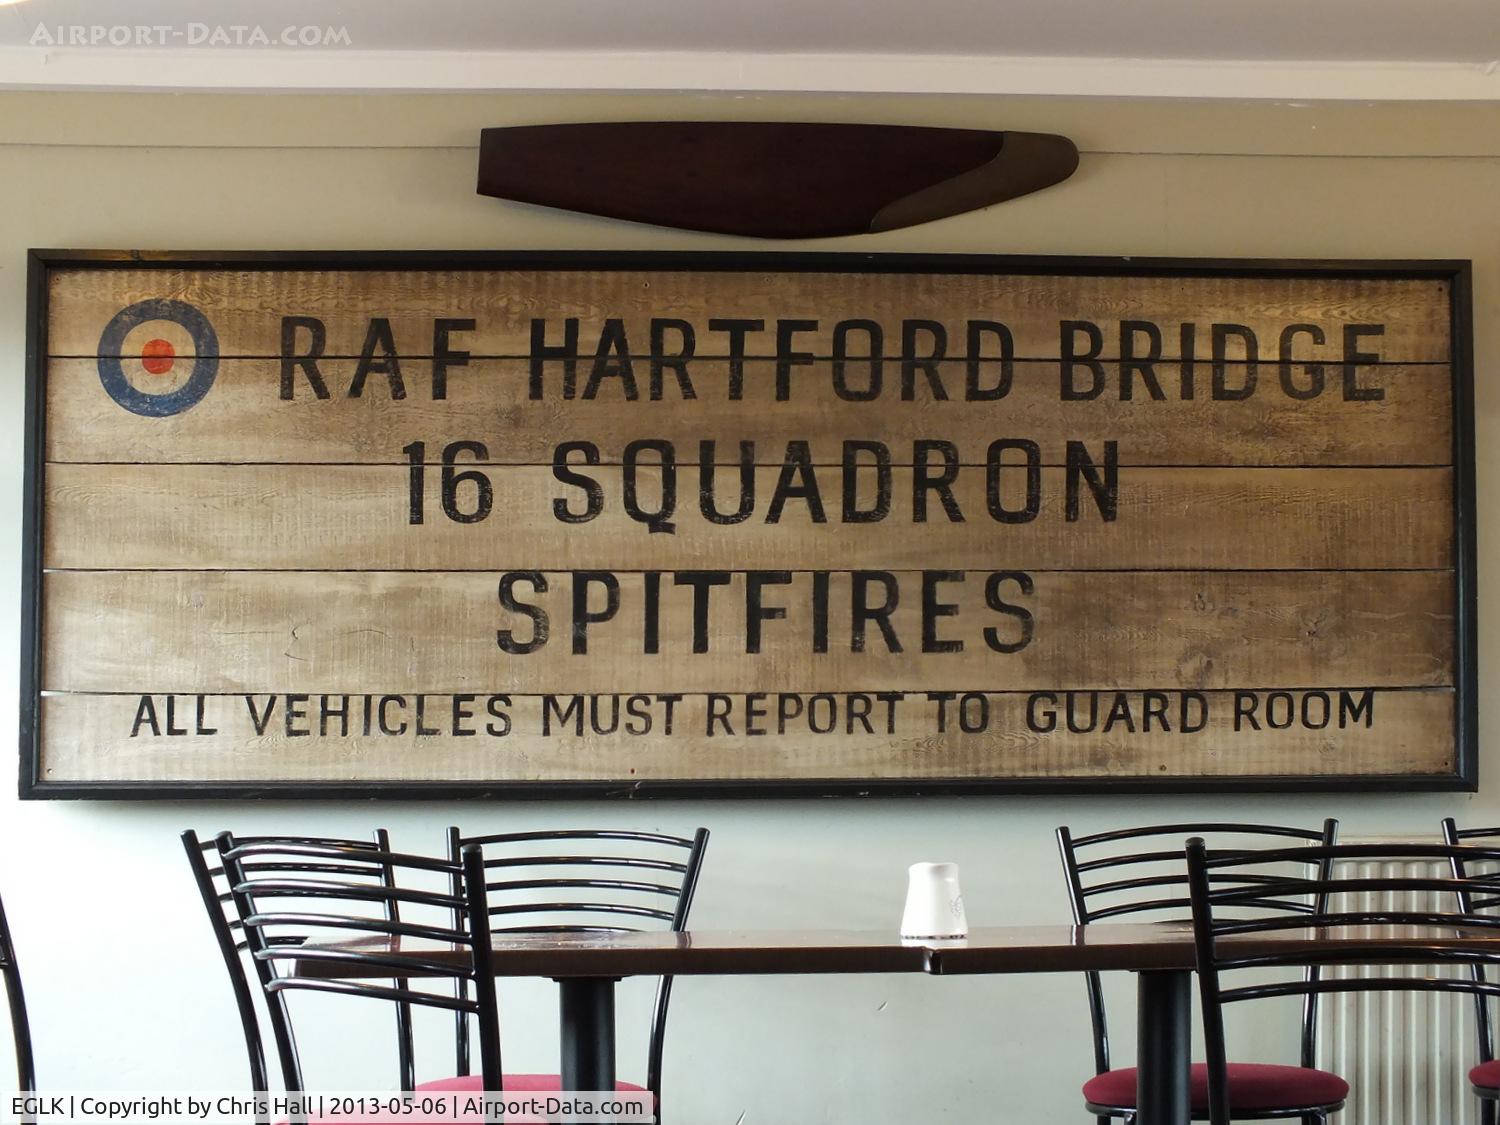 Airport-Data.com
RAF HARTFORD BRIDGE
16 SQUADRON
SPITFIRES
ALL VEHICLES MUST REPORT TO GUARD ROOM
EGLK | Copyright by Chris Hall | 2013-05-06 | Airport-Data.com